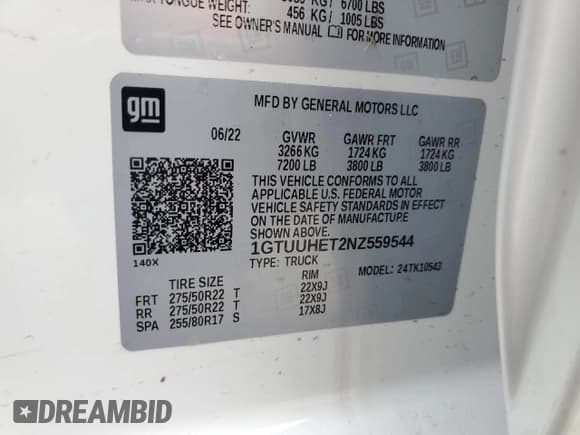 6700 LBS
TONGUE WEIGHT: 456 KG / 1005 LBS
SEE OWNER'S MANUAL FOR MORE INFORMATION
gm
MFD BY GENERAL MOTORS LLC
06/22 GVWR GAWR FRT GAWR RR
3266 KG 1724 KG 1724 KG
7200 LB 3800 LB 3800 LB
THIS VEHICLE CONFORMS TO ALL
APPLICABLE U.S. FEDERAL MOTOR
VEHICLE SAFETY STANDARDS IN EFFECT
ON THE DATE OF MANUFACTURE
1GTUUHET2NZ559544
140X
TYPE: TRUCK MODEL: 24TK10543
TIRE SIZE RIM
FRT 275/50R22 T 22X9J
RR 275/50R22 T 22X9J
SPA 255/80R17 S 17X8J
DREAMBID